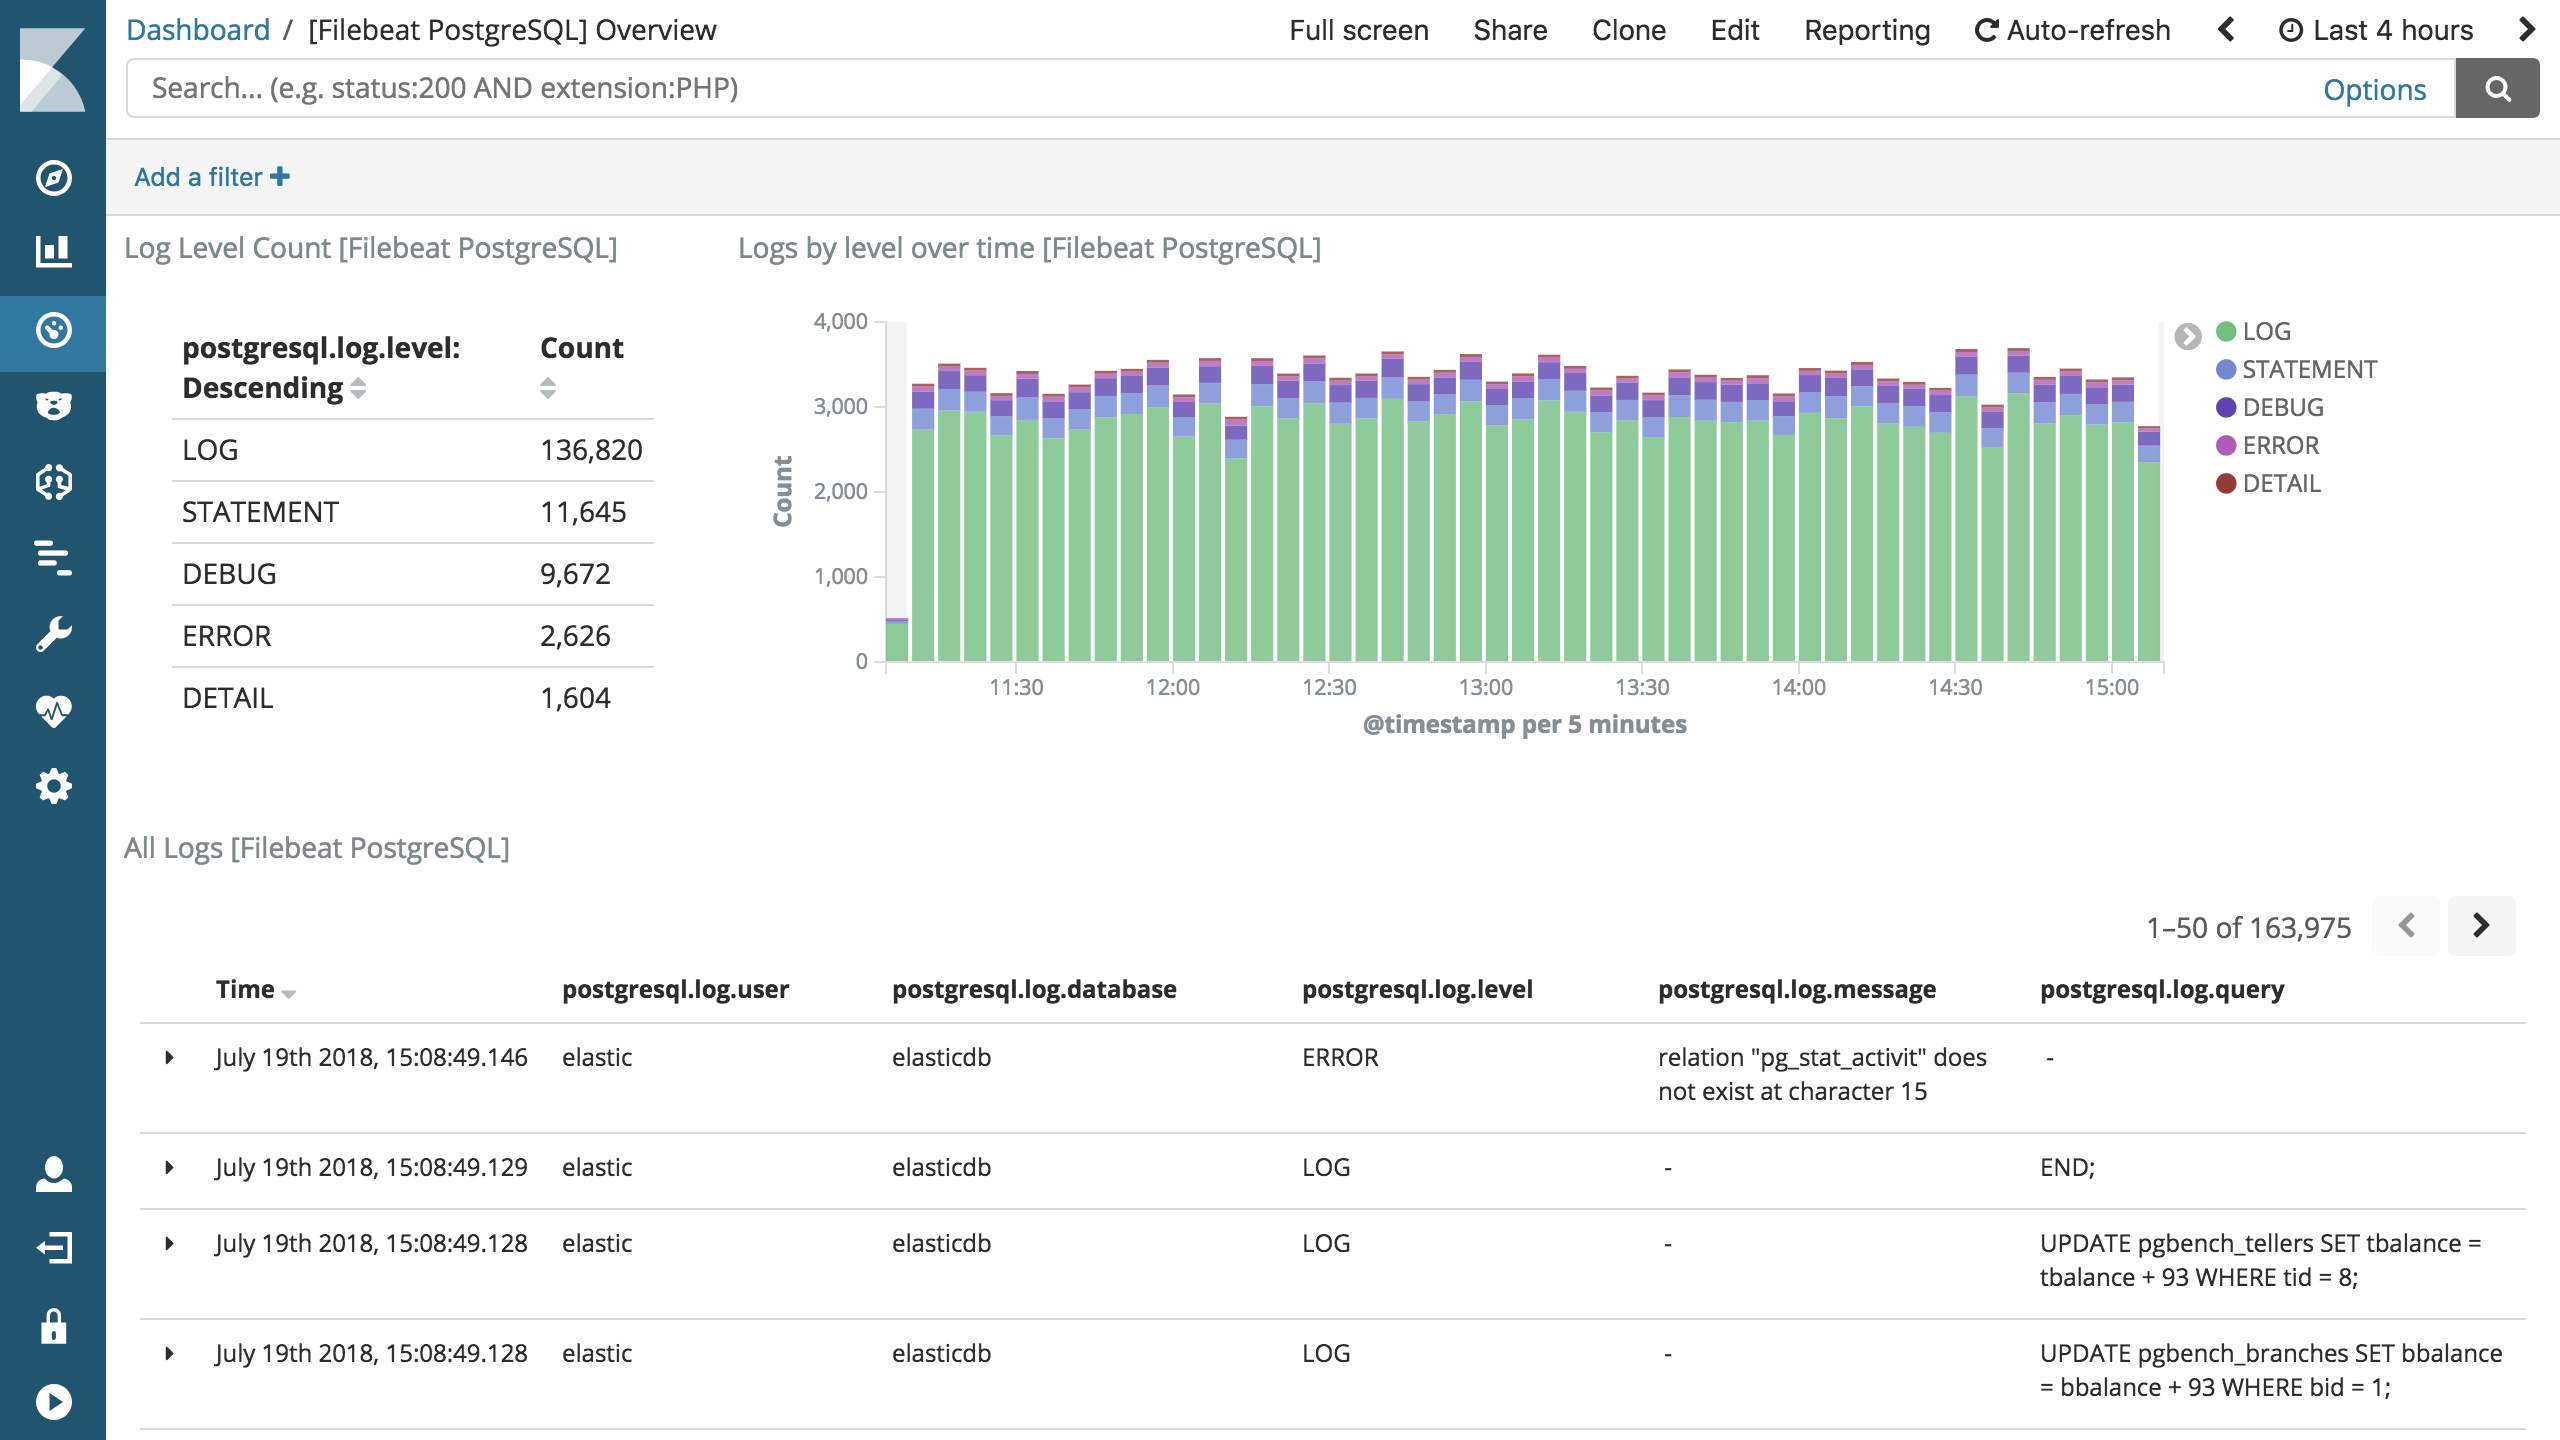 Dashboard / [Filebeat PostgreSQL] Overview
Full screen Share Clone Edit Reporting Auto-refresh Last 4 hours
Search... (e.g. status:200 AND extension:PHP)
Options
Add a filter
Log Level Count [Filebeat PostgreSQL]
postgresql.log.level: Count
Descending
LOG 136,820
STATEMENT 11,645
DEBUG 9,672
ERROR 2,626
DETAIL 1,604
Logs by level over time [Filebeat PostgreSQL]
4,000
3,000
2,000
1,000
0
Count
11:30 12:00 12:30 13:00 13:30 14:00 14:30 15:00
@timestamp per 5 minutes
LOG
STATEMENT
DEBUG
ERROR
DETAIL
All Logs [Filebeat PostgreSQL]
1–50 of 163,975
Time postgresql.log.user postgresql.log.database postgresql.log.level postgresql.log.message postgresql.log.query
July 19th 2018, 15:08:49.146 elastic elasticdb ERROR relation "pg_stat_activit" does -
not exist at character 15
July 19th 2018, 15:08:49.129 elastic elasticdb LOG - END;
July 19th 2018, 15:08:49.128 elastic elasticdb LOG - UPDATE pgbench_tellers SET tbalance =
tbalance + 93 WHERE tid = 8;
July 19th 2018, 15:08:49.128 elastic elasticdb LOG - UPDATE pgbench_branches SET bbalance
= bbalance + 93 WHERE bid = 1;